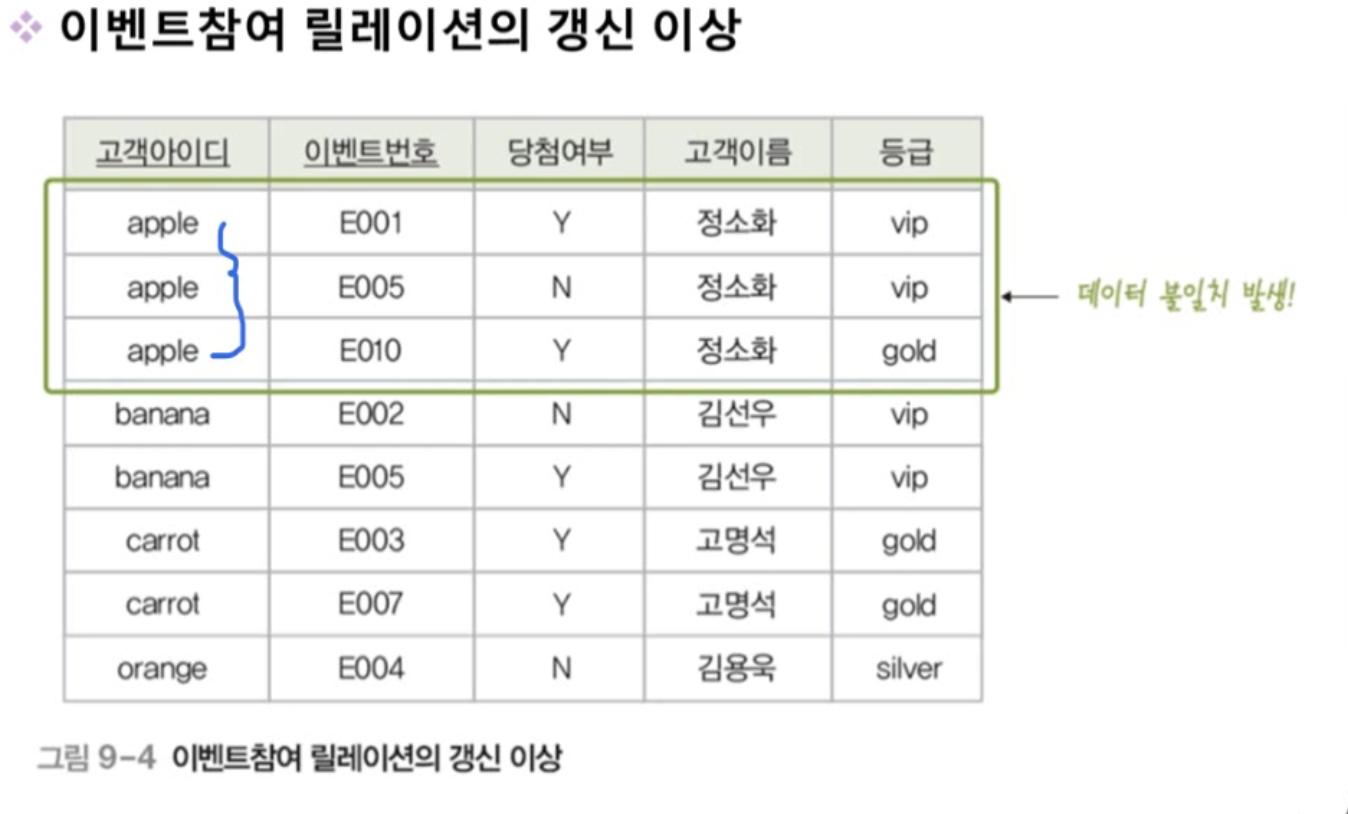 이벤트참여 릴레이션의 갱신 이상
고객아이디 이벤트번호 당첨여부 고객이름 등급
apple E001 Y 정소화 vip
apple E005 N 정소화 vip
apple E010 Y 정소화 gold
데이터 불일치 발생!
banana E002 N 김선우 vip
banana E005 Y 김선우 vip
carrot E003 Y 고명석 gold
carrot E007 Y 고명석 gold
orange E004 N 김용욱 silver
그림 9-4 이벤트참여 릴레이션의 갱신 이상